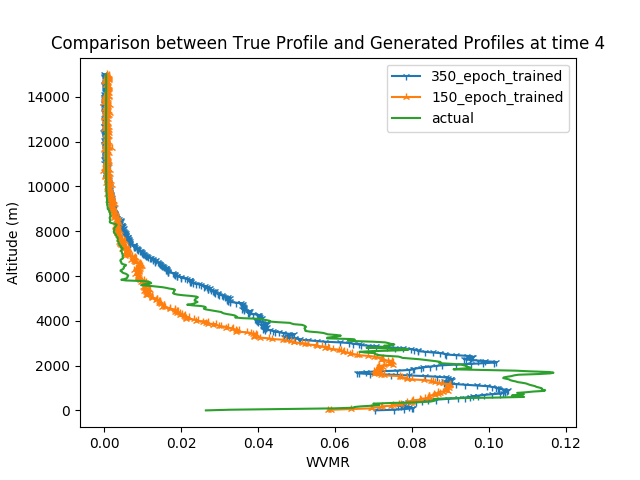 Comparison between True Profile and Generated Profiles at time 4
350_epoch_trained
150_epoch_trained
actual
Altitude (m)
14000
12000
10000
8000
6000
4000
2000
0
0.00 0.02 0.04 0.06 0.08 0.10 0.12
WVMR